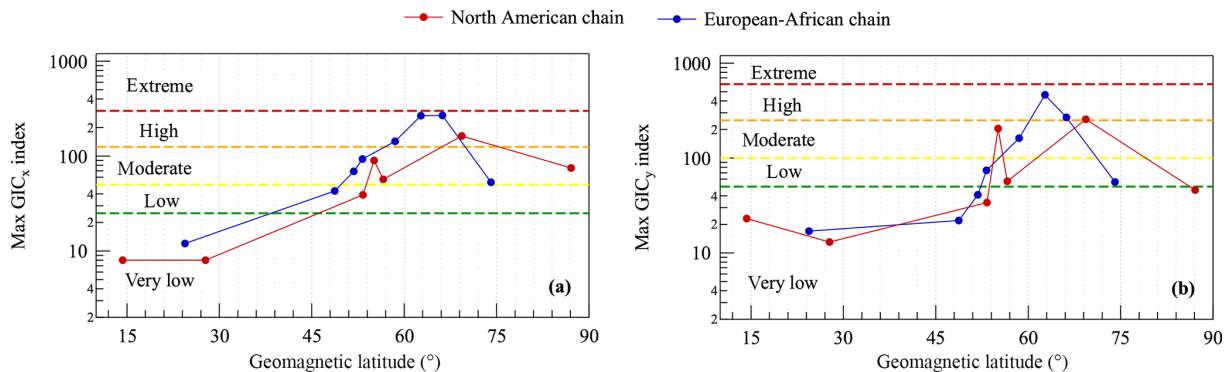 North American chain European-African chain
Max GICx index
1000
4
2
100
4
2
10
4
2
Extreme
High
Moderate
Low
Very low
(a)
15 30 45 60 75 90
Geomagnetic latitude (°)
Max GICy index
1000
4
2
100
4
2
10
4
2
Extreme
High
Moderate
Low
Very low
(b)
15 30 45 60 75 90
Geomagnetic latitude (°)